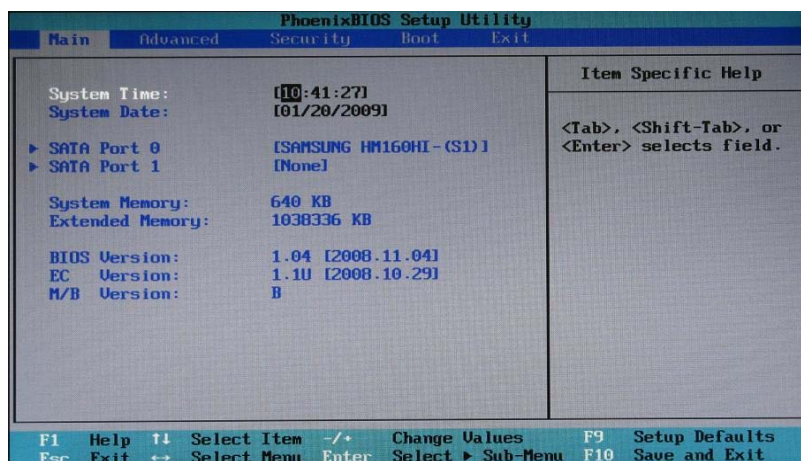 PhoenixBIOS Setup Utility
Main Advanced Security Boot Exit
Item Specific Help
System Time: [10:41:27]
System Date: [01/20/2009]
<Tab>, <Shift-Tab>, or
<Enter> selects field.
▶ SATA Port 0 [SAMSUNG HM160HI-(S1)]
▶ SATA Port 1 [None]
System Memory: 640 KB
Extended Memory: 1038336 KB
BIOS Version: 1.04 [2008.11.04]
EC Version: 1.1U [2008.10.29]
M/B Version: B
F1 Help ↑↓ Select Item -/+ Change Values F9 Setup Defaults
Esc Exit ↔ Select Menu Enter Select ▶ Sub-Menu F10 Save and Exit